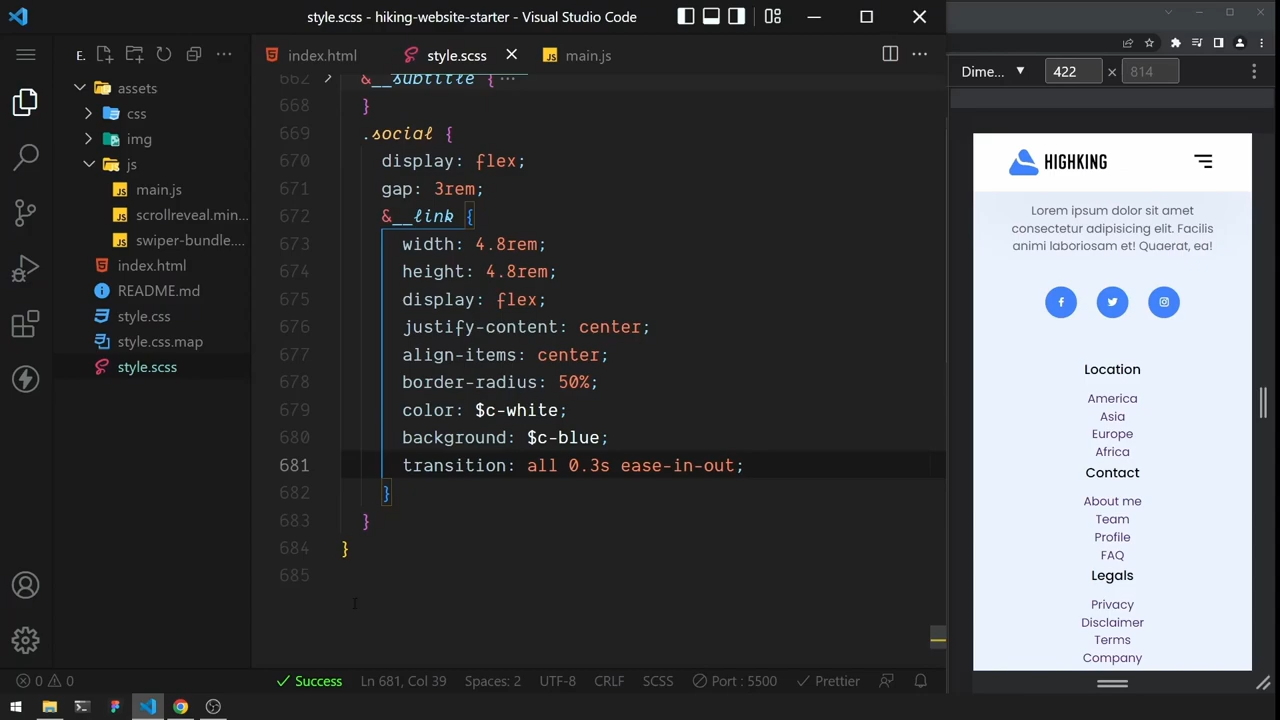 style.scss - hiking-website-starter - Visual Studio Code
E.
index.html
style.scss
main.js
assets
css
img
js
main.js
scrollreveal.min...
swiper-bundle....
index.html
README.md
style.css
style.css.map
style.scss
662 &__subtitle { ...
668 }
669 .social {
670 display: flex;
671 gap: 3rem;
672 &__link {
673 width: 4.8rem;
674 height: 4.8rem;
675 display: flex;
676 justify-content: center;
677 align-items: center;
678 border-radius: 50%;
679 color: $c-white;
680 background: $c-blue;
681 transition: all 0.3s ease-in-out;
682 }
683 }
684 }
685
0 0
Success
Ln 681, Col 39
Spaces: 2
UTF-8
CRLF
SCSS
Port : 5500
Prettier
Dime...
422 × 814
HIGHKING
Lorem ipsum dolor sit amet
consectetur adipisicing elit. Facilis
animi laboriosam et! Quaerat, ea!
Location
America
Asia
Europe
Africa
Contact
About me
Team
Profile
FAQ
Legals
Privacy
Disclaimer
Terms
Company